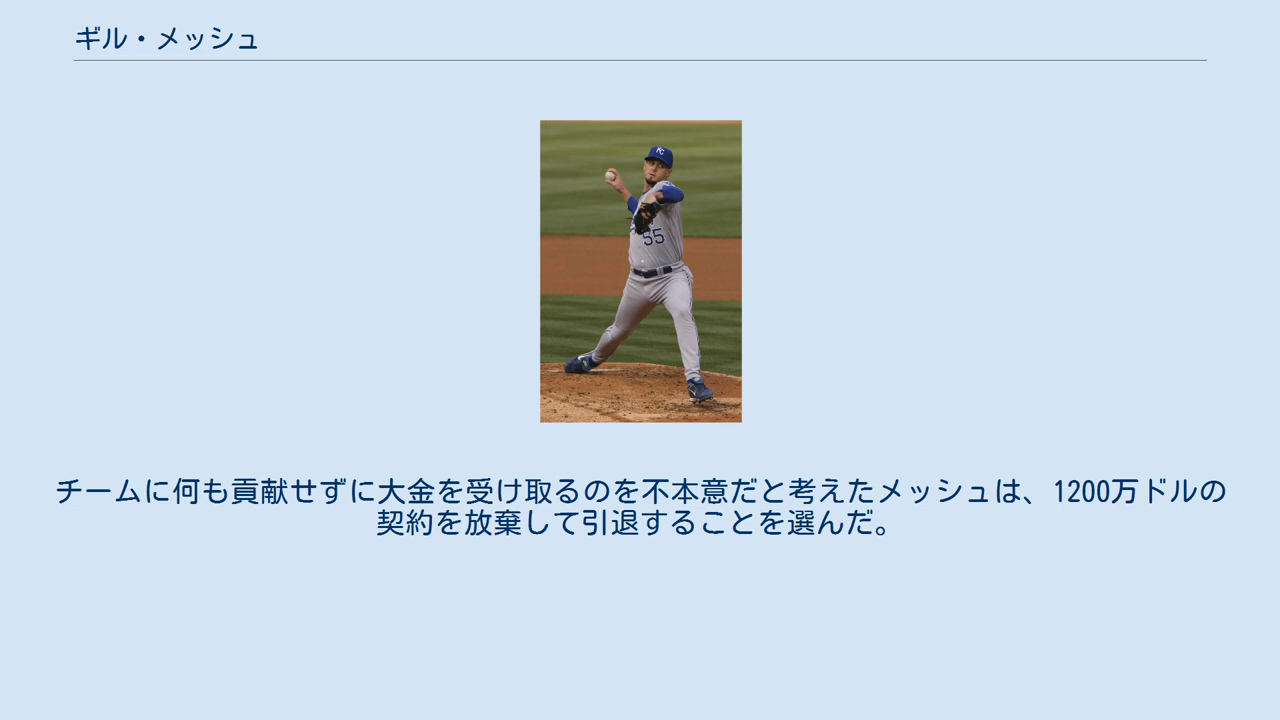 ギル・メッシュ
KC
55
チームに何も貢献せずに大金を受け取るのを不本意だと考えたメッシュは、1200万ドルの
契約を放棄して引退することを選んだ。